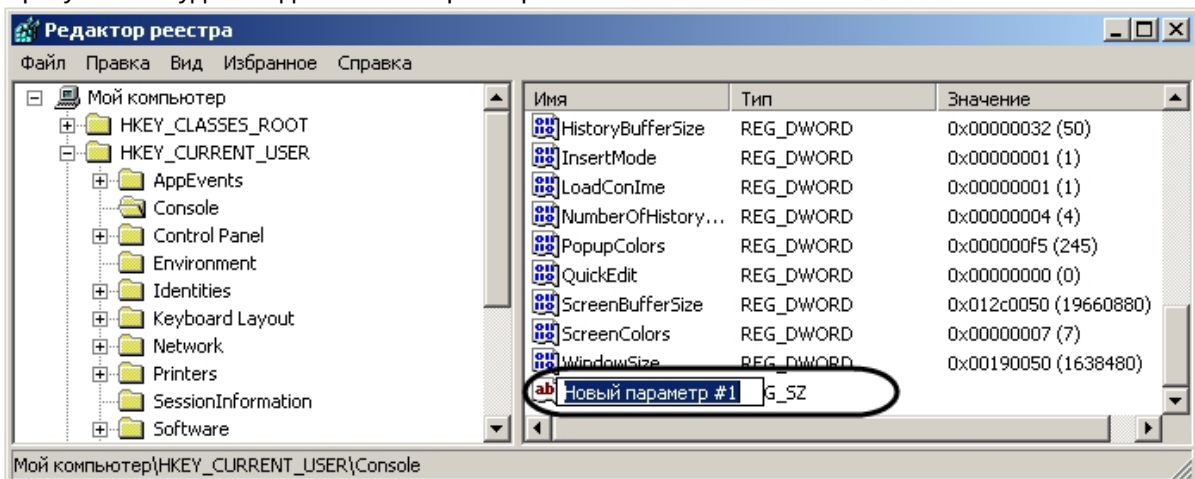 Редактор реестра
Файл Правка Вид Избранное Справка
Мой компьютер
HKEY_CLASSES_ROOT
HKEY_CURRENT_USER
AppEvents
Console
Control Panel
Environment
Identities
Keyboard Layout
Network
Printers
SessionInformation
Software
Имя Тип Значение
HistoryBufferSize REG_DWORD 0x00000032 (50)
InsertMode REG_DWORD 0x00000001 (1)
LoadConIme REG_DWORD 0x00000001 (1)
NumberOfHistory... REG_DWORD 0x00000004 (4)
PopupColors REG_DWORD 0x000000f5 (245)
QuickEdit REG_DWORD 0x00000000 (0)
ScreenBufferSize REG_DWORD 0x012c0050 (19660880)
ScreenColors REG_DWORD 0x00000007 (7)
WindowSize REG_DWORD 0x00190050 (1638480)
Новый параметр #1 G_SZ
Мой компьютер\HKEY_CURRENT_USER\Console